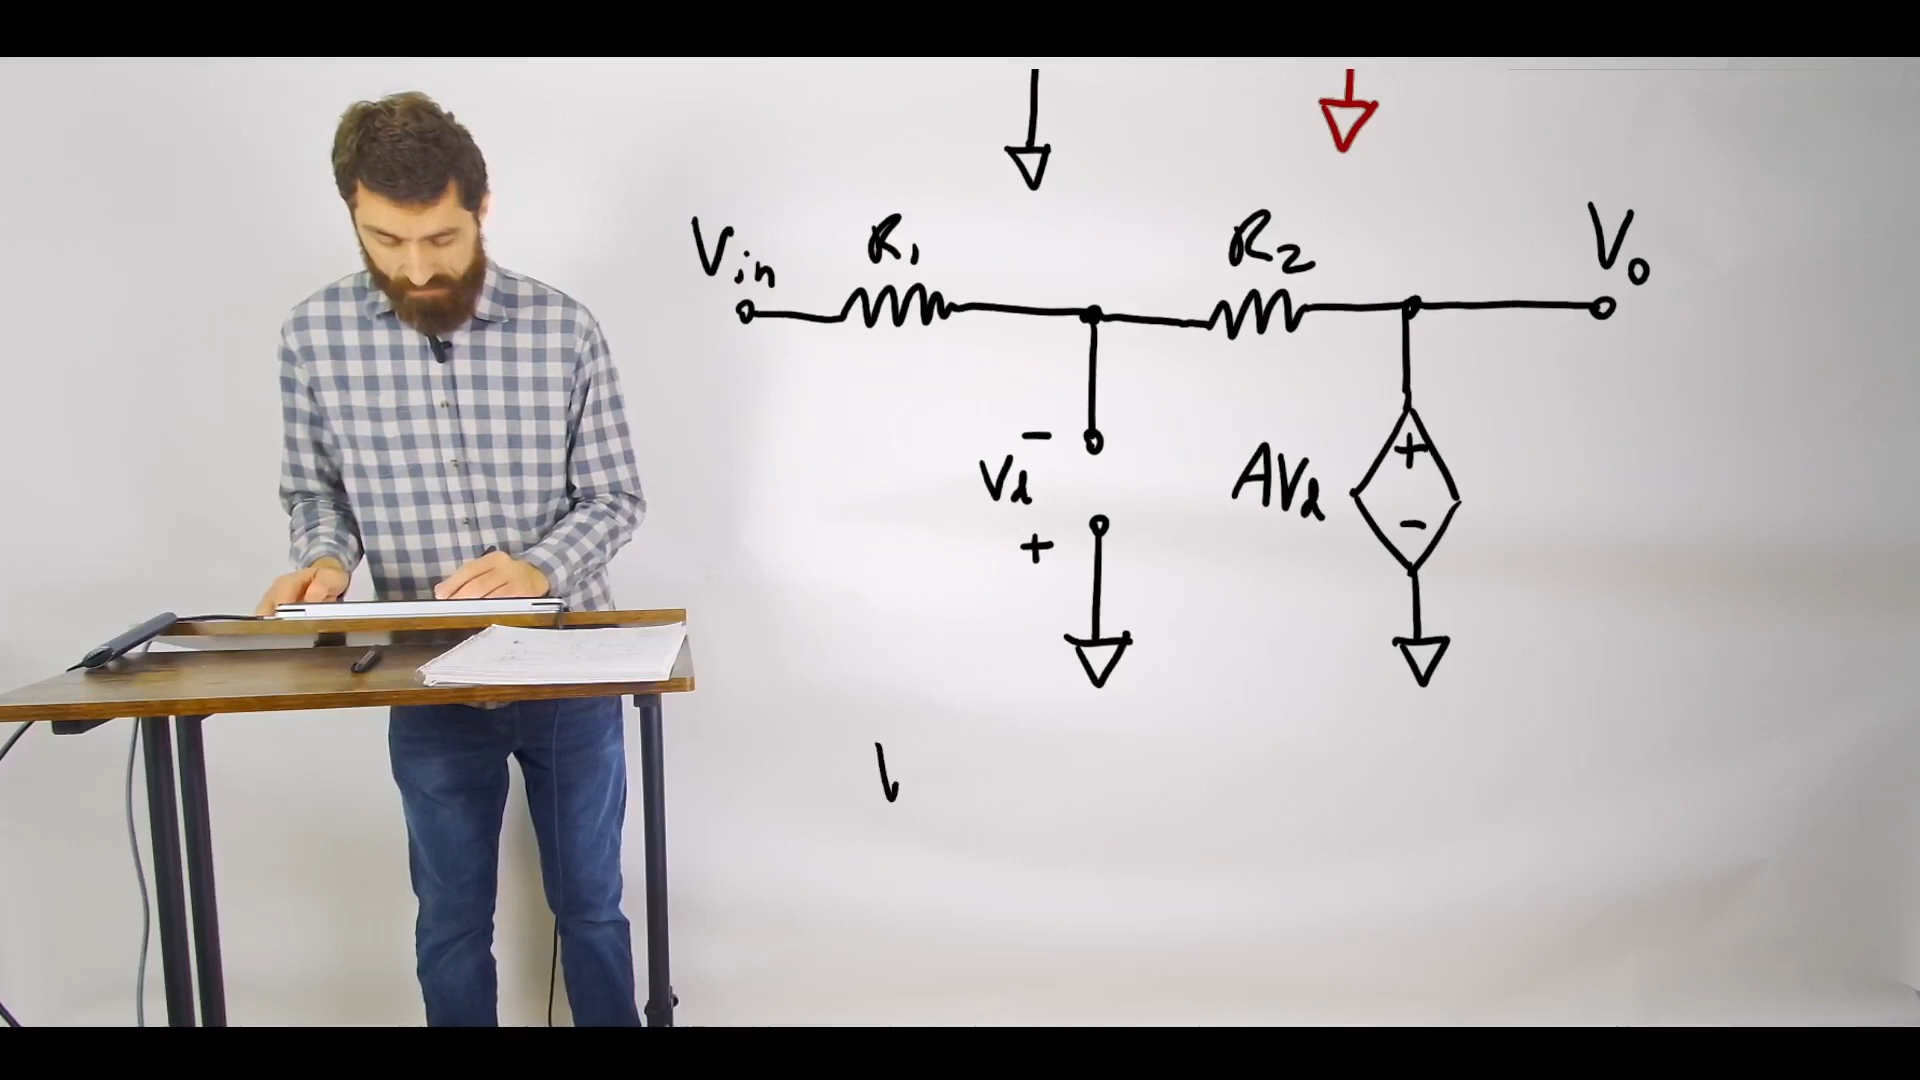 Vin R1 R2 Vo
-
Vd AVd + -
+